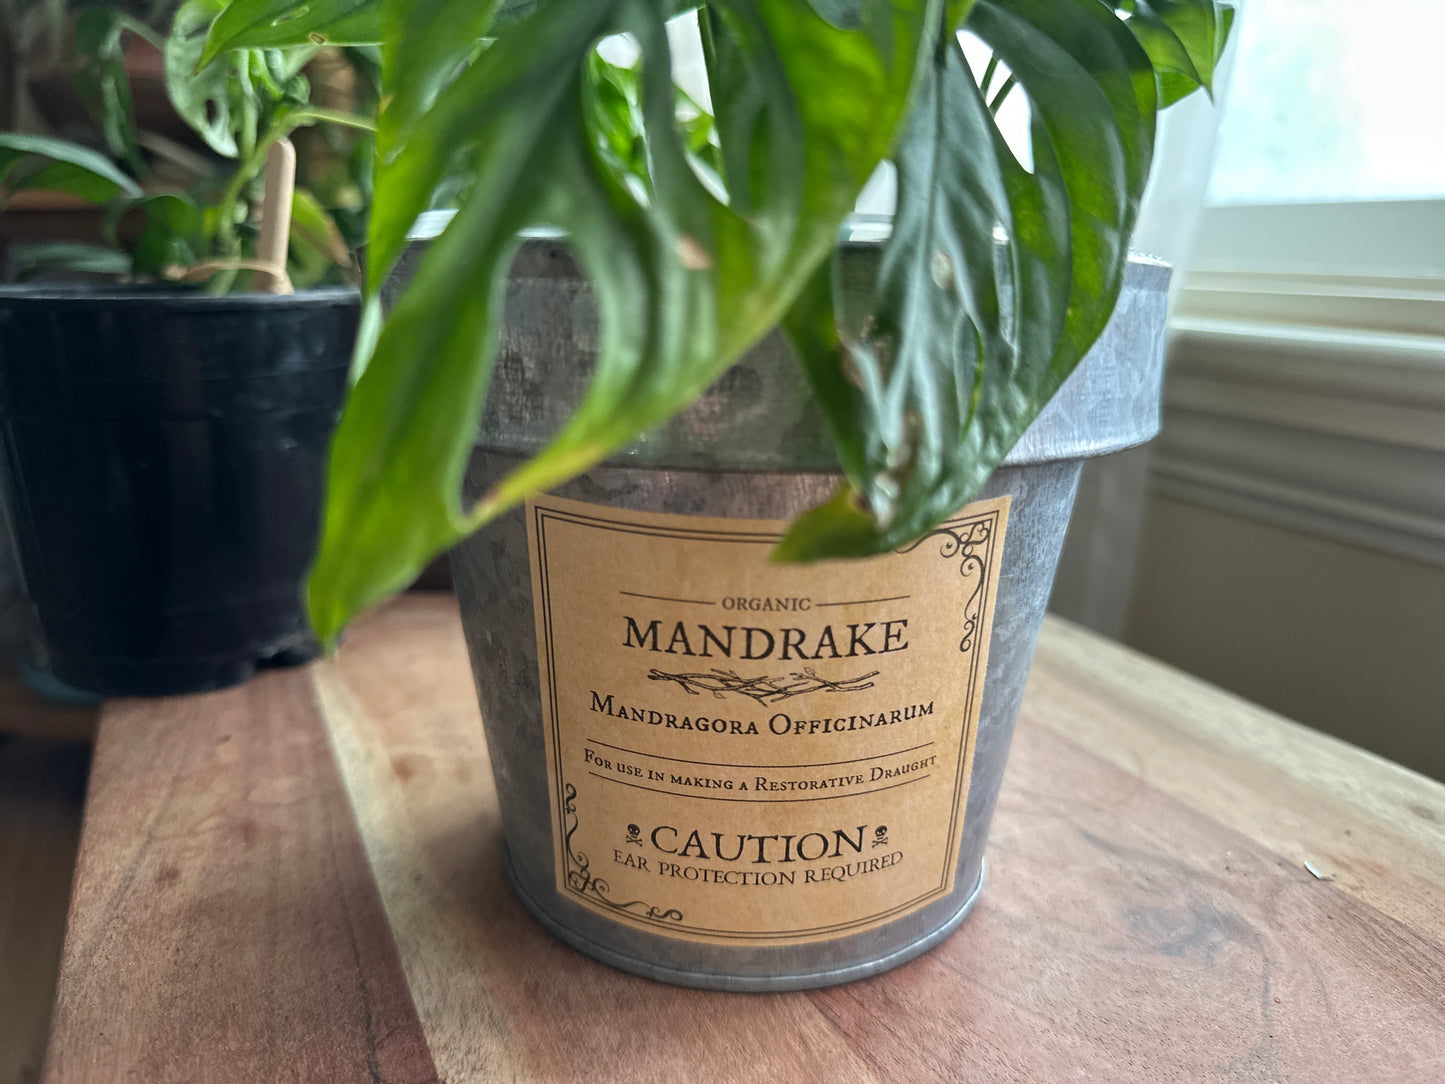 ORGANIC
MANDRAKE
Mandragora Officinarum
For use in making a Restorative Draught
CAUTION
EAR PROTECTION REQUIRED